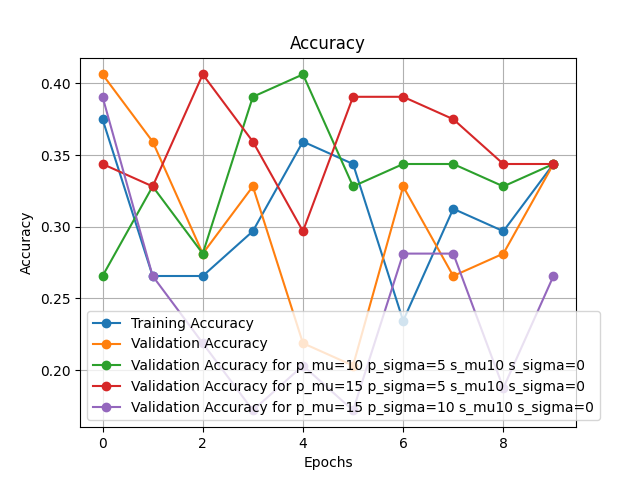 Accuracy
0.40
0.35
0.30
0.25
0.20
Accuracy
Training Accuracy
Validation Accuracy
Validation Accuracy for p_mu=10 p_sigma=5 s_mu10 s_sigma=0
Validation Accuracy for p_mu=15 p_sigma=5 s_mu10 s_sigma=0
Validation Accuracy for p_mu=15 p_sigma=10 s_mu10 s_sigma=0
0 2 4 6 8
Epochs